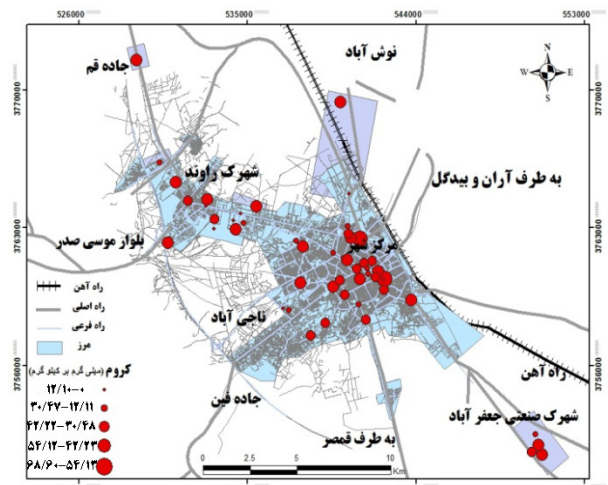 526000 535000 544000 553000
3770000
3763000
3756000
3770000
3763000
3756000
N
W E
S
نوش آباد
جاده قم
شهرک راوند
به طرف آران و بیدگل
بلوار موسی صدر
مرکز شهر
ناجی آباد
جاده فین
به طرف قمصر
راه آهن
شهرک صنعتی جعفر آباد
راه آهن
راه اصلی
راه فرعی
مرز
کروم (میلی گرم بر کیلو گرم)
۱۲/۱۰-۰
۳۰/۴۷-۱۲/۱۱
۴۲/۲۲-۳۰/۴۸
۵۴/۱۲-۴۲/۲۳
۶۸/۶۰-۵۴/۱۳
0 2.5 5 10
Km